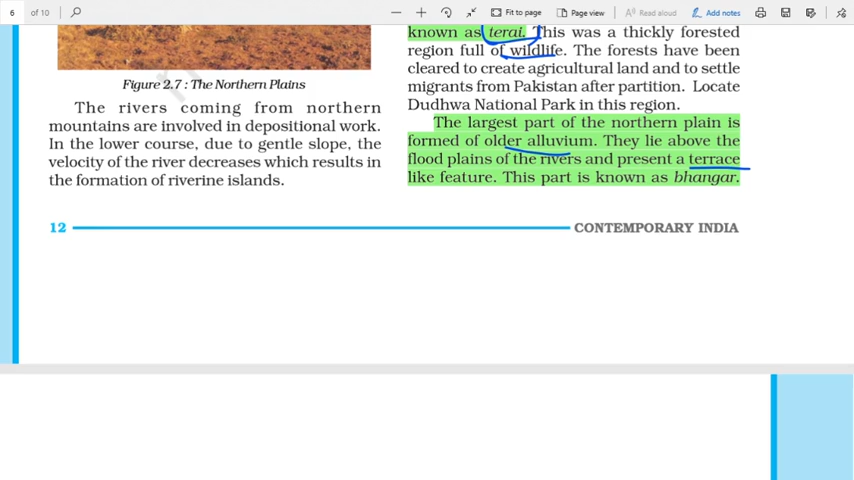 6 of 10
Fit to page
Page view
Read aloud
Add notes
Figure 2.7 : The Northern Plains
The rivers coming from northern
mountains are involved in depositional work.
In the lower course, due to gentle slope, the
velocity of the river decreases which results in
the formation of riverine islands.
known as terai. This was a thickly forested
region full of wildlife. The forests have been
cleared to create agricultural land and to settle
migrants from Pakistan after partition. Locate
Dudhwa National Park in this region.
The largest part of the northern plain is
formed of older alluvium. They lie above the
flood plains of the rivers and present a terrace
like feature. This part is known as bhangar.
12
CONTEMPORARY INDIA